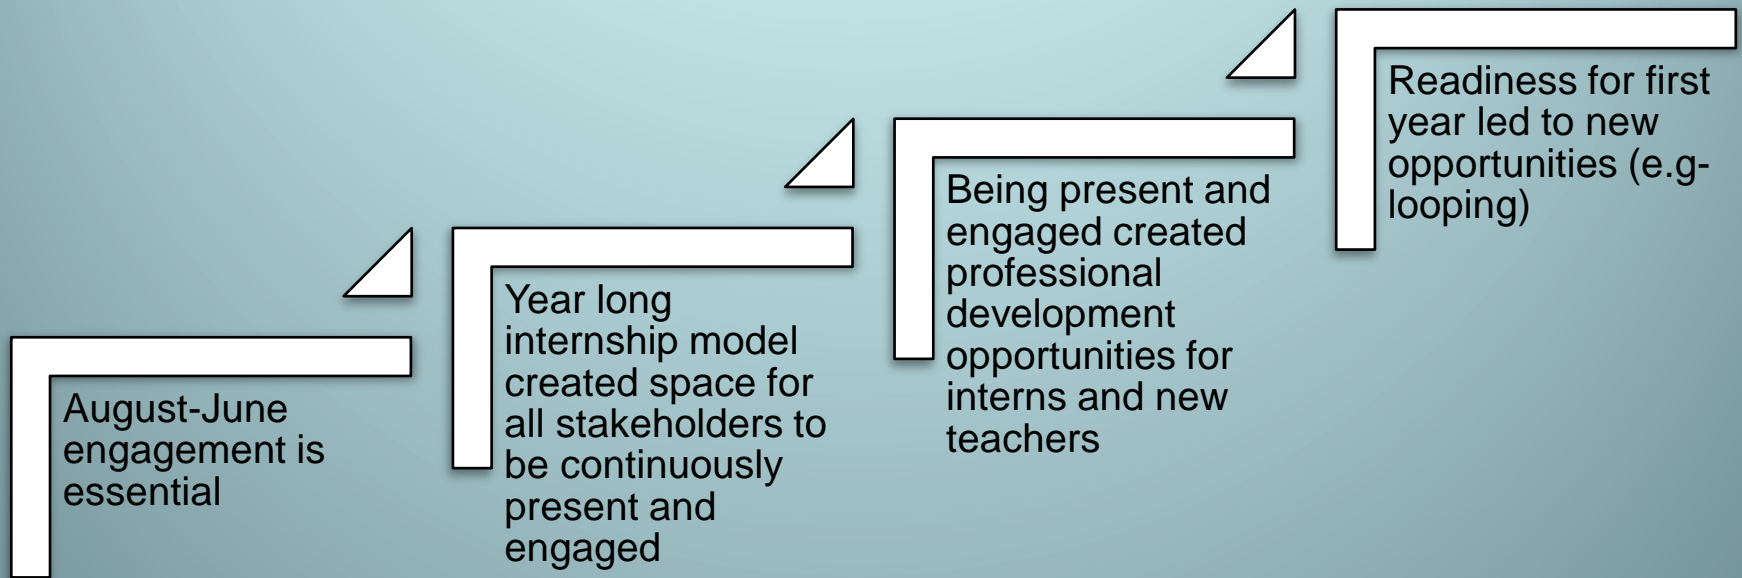 August-June
engagement is
essential
Year long
internship model
created space for
all stakeholders to
be continuously
present and
engaged
Being present and
engaged created
professional
development
opportunities for
interns and new
teachers
Readiness for first
year led to new
opportunities (e.g-
looping)